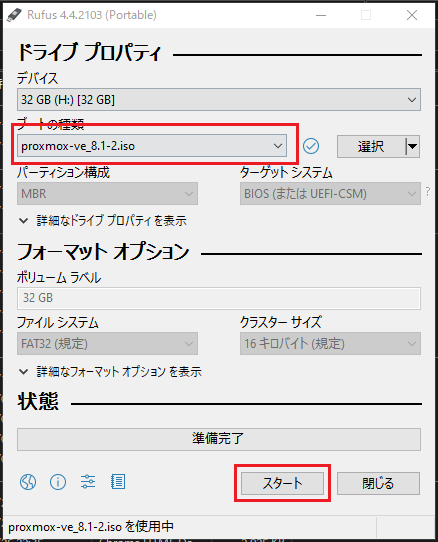 Rufus 4.4.2103 (Portable)
ドライブ プロパティ
デバイス
32 GB (H:) [32 GB]
ブートの種類
proxmox-ve_8.1-2.iso
選択
パーティション構成
ターゲット システム
MBR
BIOS (または UEFI-CSM)
?
詳細なドライブ プロパティを表示
フォーマット オプション
ボリューム ラベル
32 GB
ファイル システム
クラスター サイズ
FAT32 (規定)
16 キロバイト (規定)
詳細なフォーマット オプションを表示
状態
準備完了
スタート
閉じる
proxmox-ve_8.1-2.iso を使用中